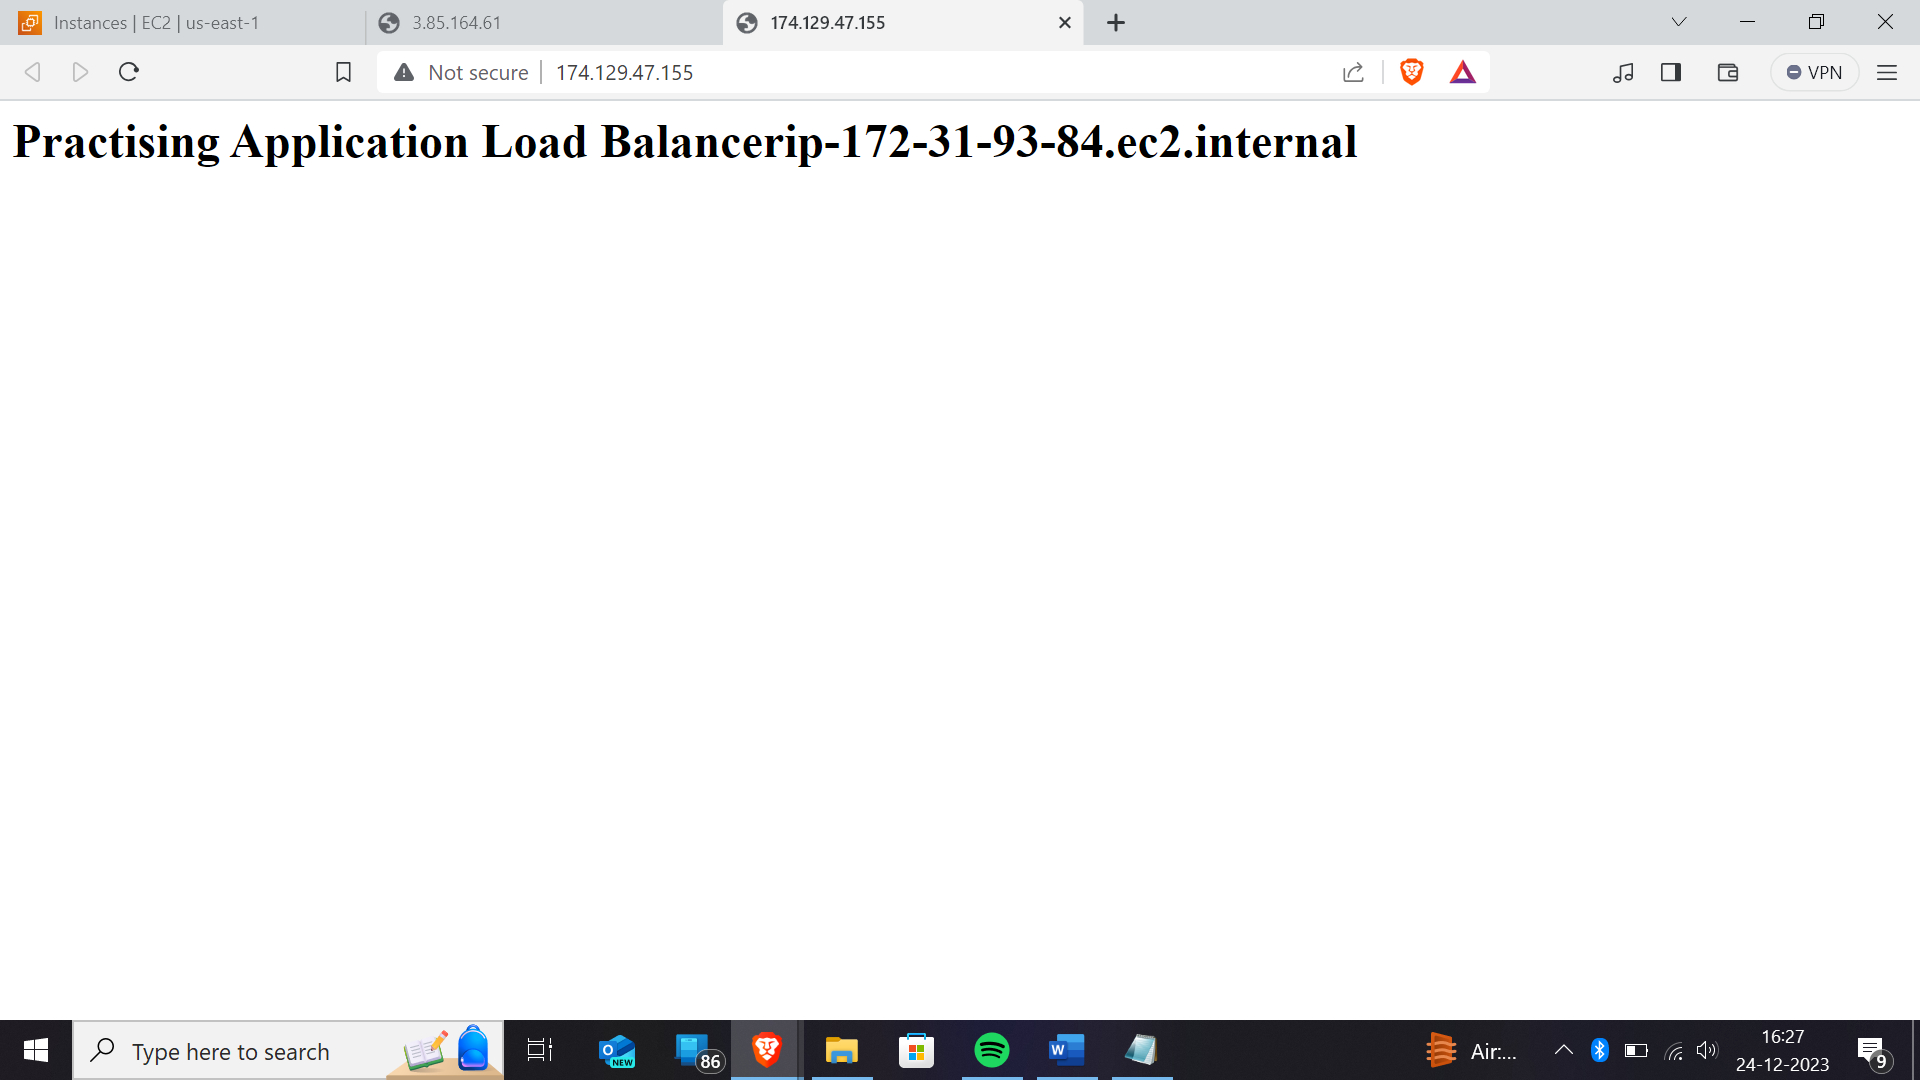 Instances | EC2 | us-east-1
3.85.164.61
174.129.47.155
Not secure
174.129.47.155
VPN
Practising Application Load Balancerip-172-31-93-84.ec2.internal
Type here to search
O
NEW
86
W
Air:...
16:27
24-12-2023
9